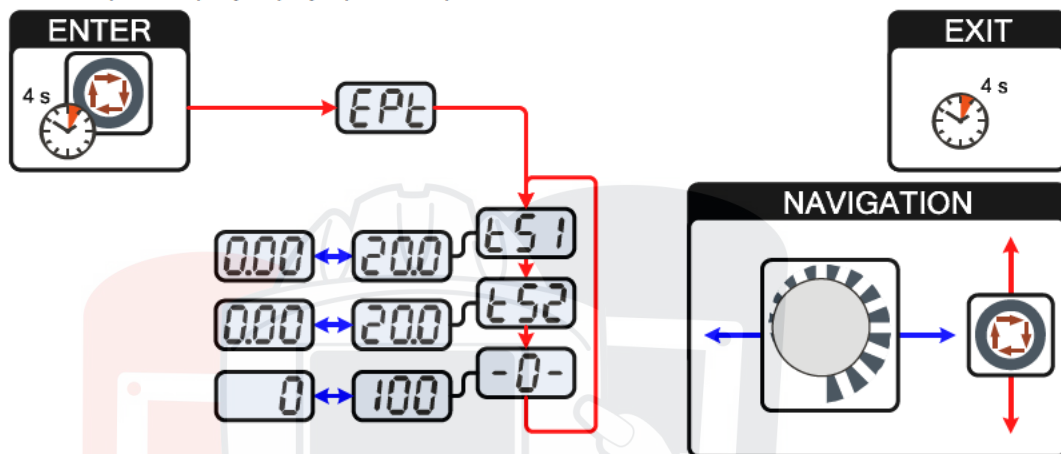 ENTER
EXIT
4 s
4 s
EPt
NAVIGATION
0.00
20.0
tS1
0.00
20.0
tS2
0
100
-0-